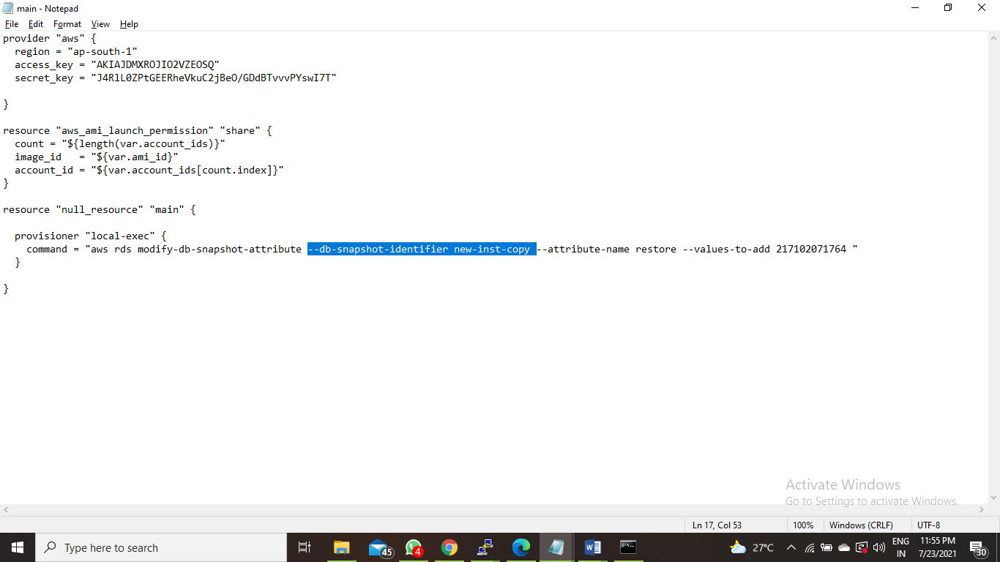 main - Notepad
File Edit Format View Help
provider "aws" {
region = "ap-south-1"
access_key = "AKIAJDMXROJIO2VZEOSQ"
secret_key = "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"
}
resource "aws_ami_launch_permission" "share" {
count = "${length(var.account_ids)}"
image_id = "${var.ami_id}"
account_id = "${var.account_ids[count.index]}"
}
resource "null_resource" "main" {
provisioner "local-exec" {
command = "aws rds modify-db-snapshot-attribute --db-snapshot-identifier new-inst-copy --attribute-name restore --values-to-add 217102071764 "
}
}
Activate Windows
Go to Settings to activate Windows.
Ln 17, Col 53 100% Windows (CRLF) UTF-8
Type here to search 45 4 27°C ENG IN 11:55 PM 7/23/2021 30